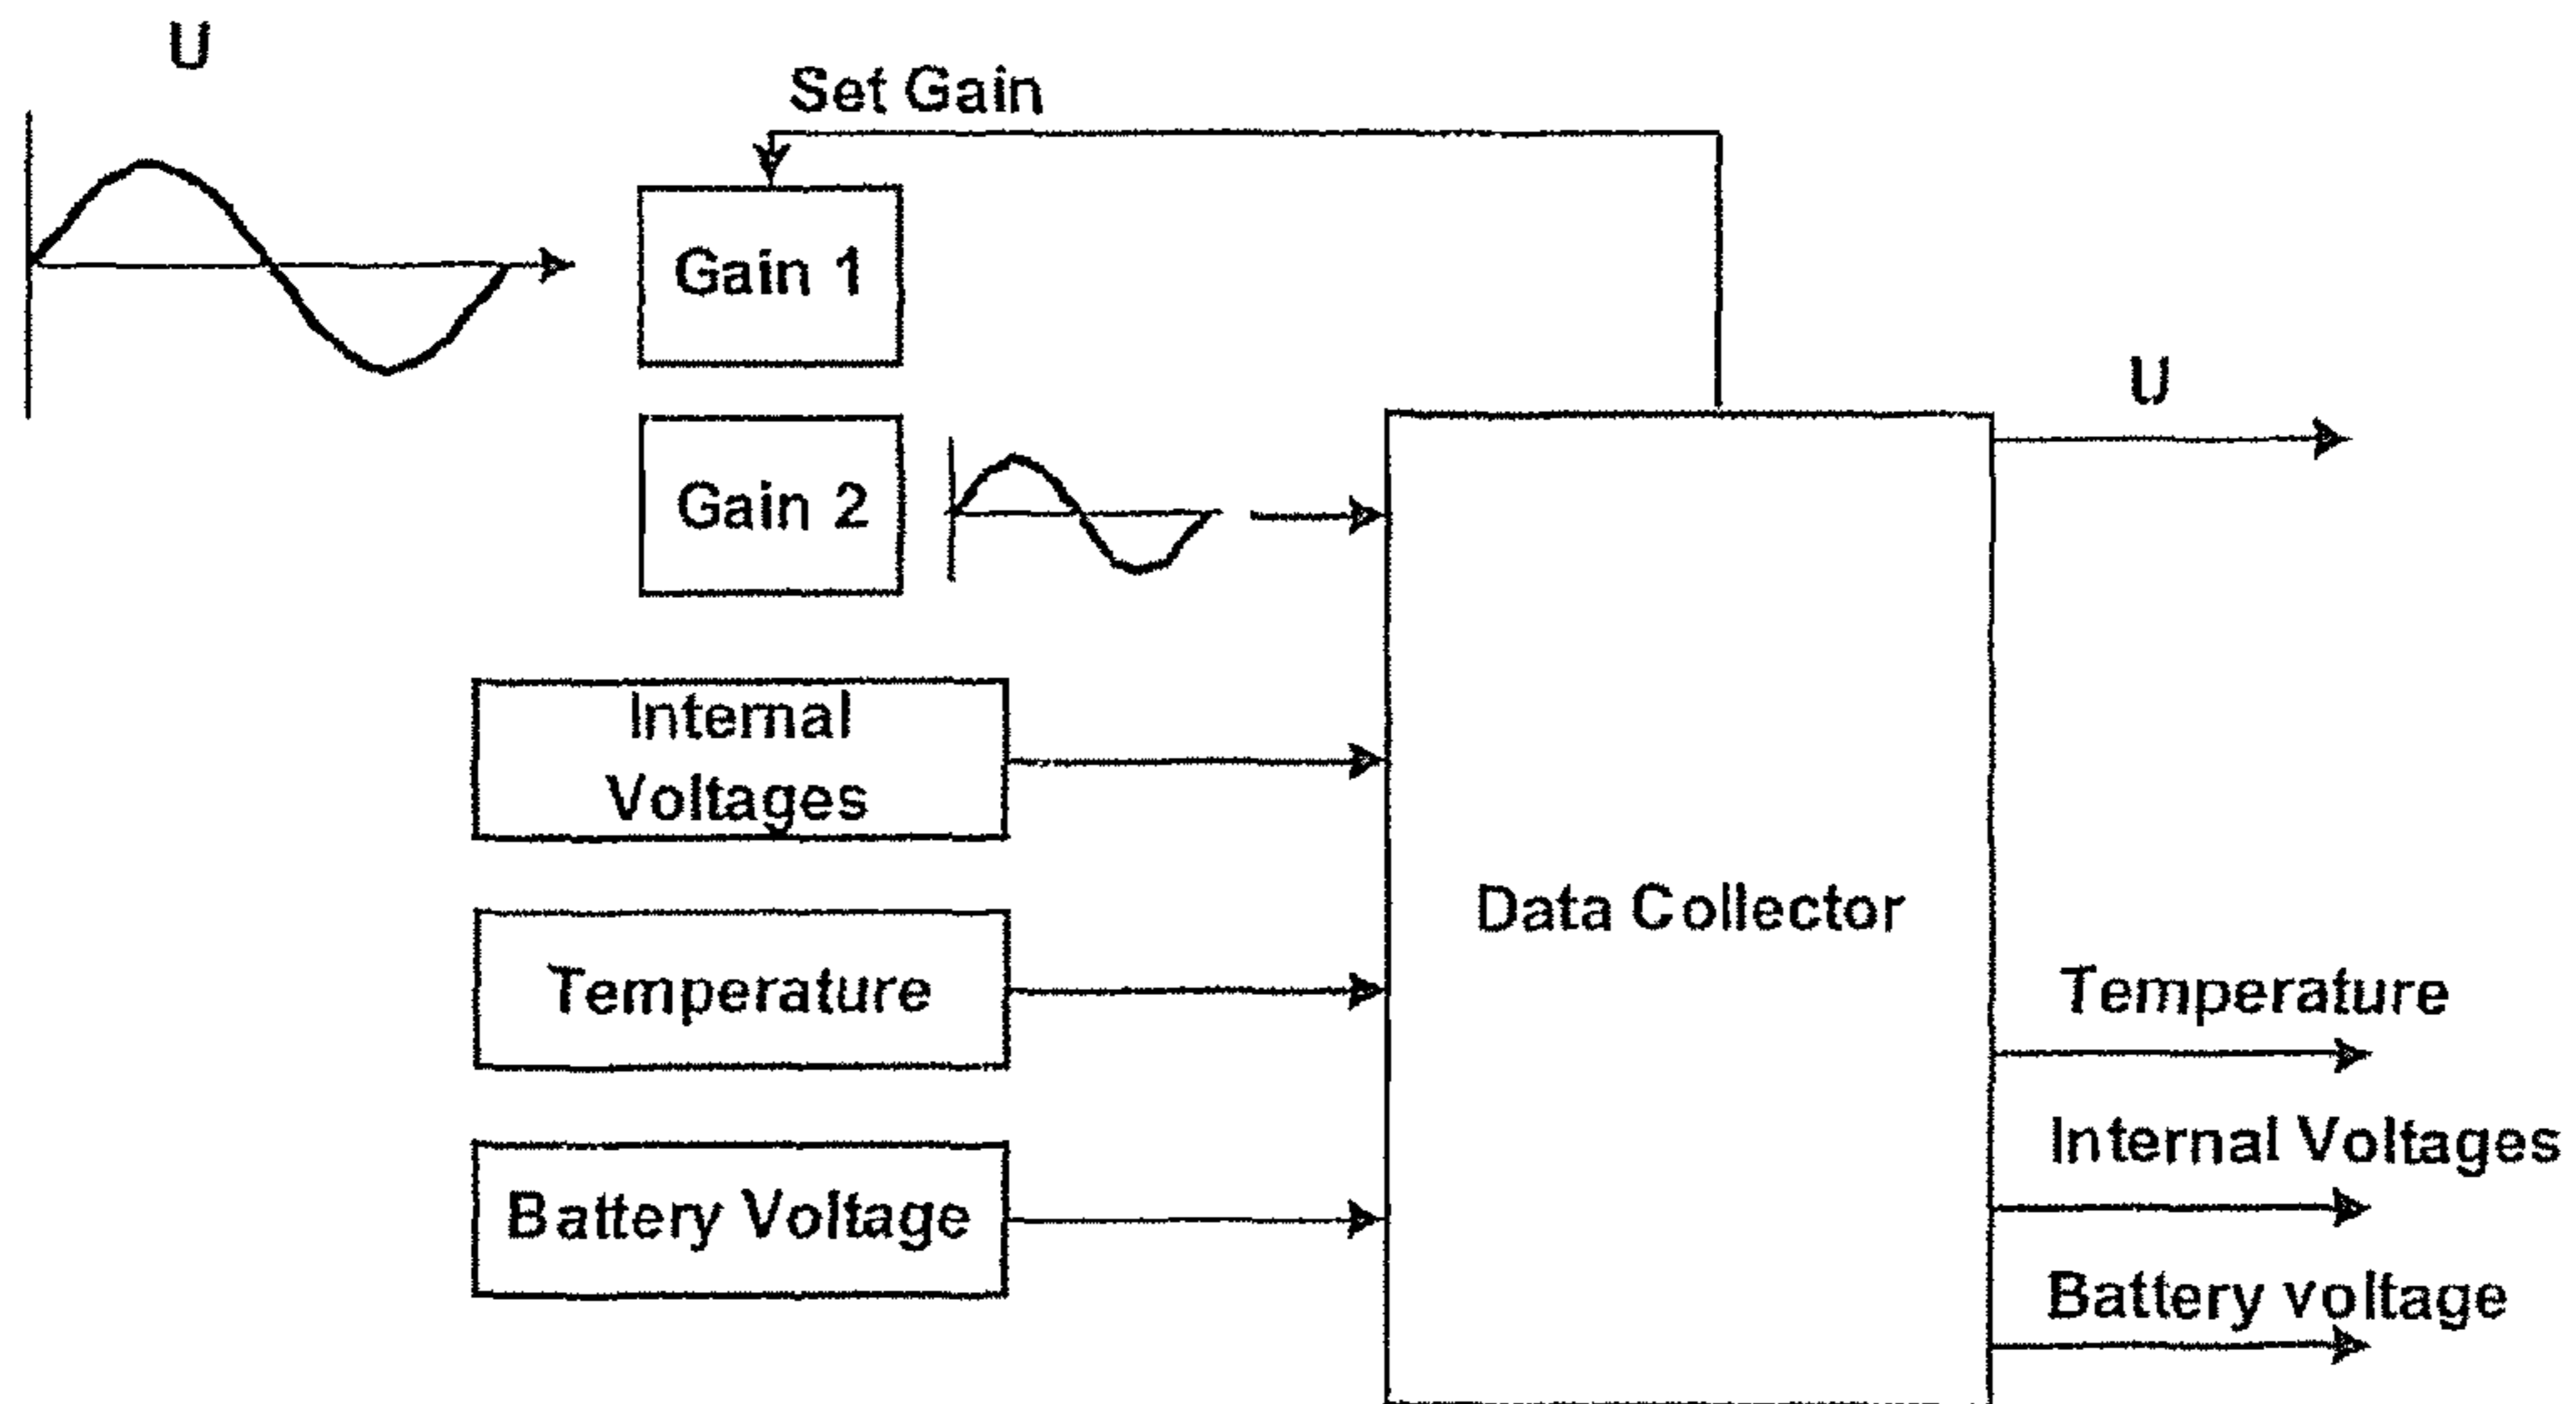 U
Set Gain
Gain 1
U
Gain 2
Internal
Voltages
Data Collector
Temperature
Temperature
Internal Voltages
Battery Voltage
Battery voltage